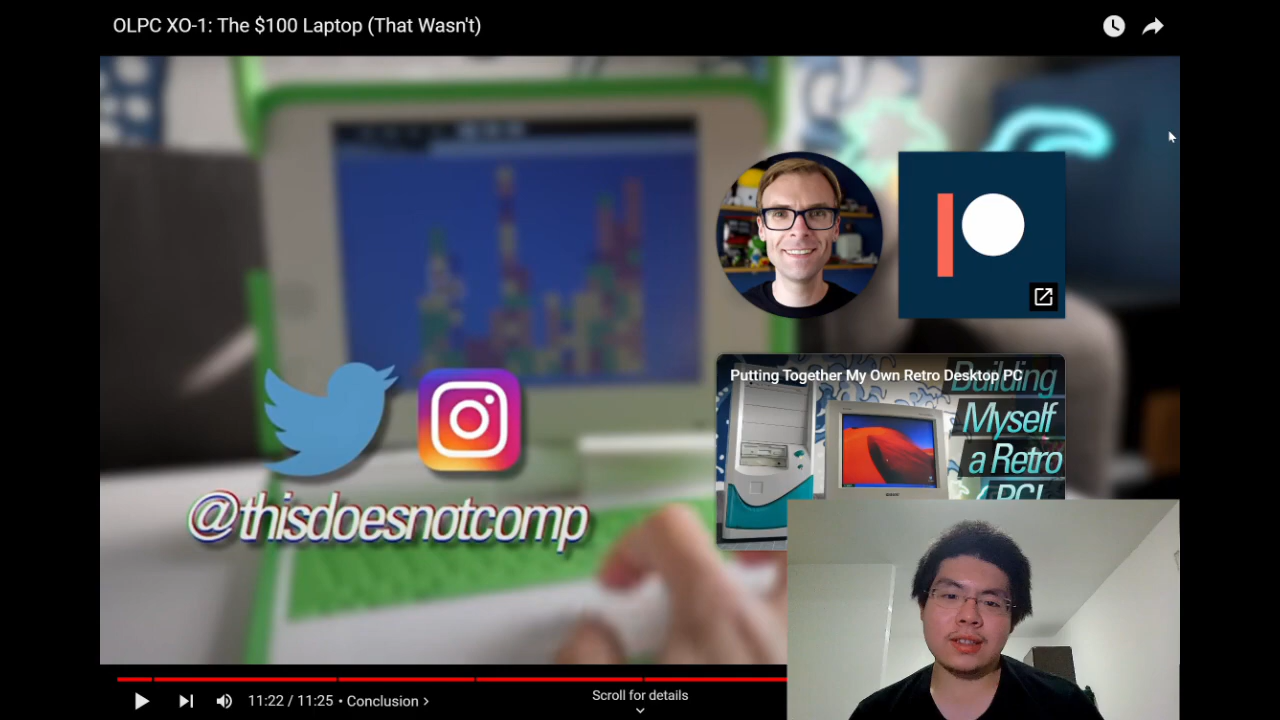 OLPC XO-1: The $100 Laptop (That Wasn't)
Putting Together My Own Retro Desktop PC
Building
Myself
a Retro
PC!
@thisdoesnotcomp
11:22 / 11:25 • Conclusion ›
Scroll for details